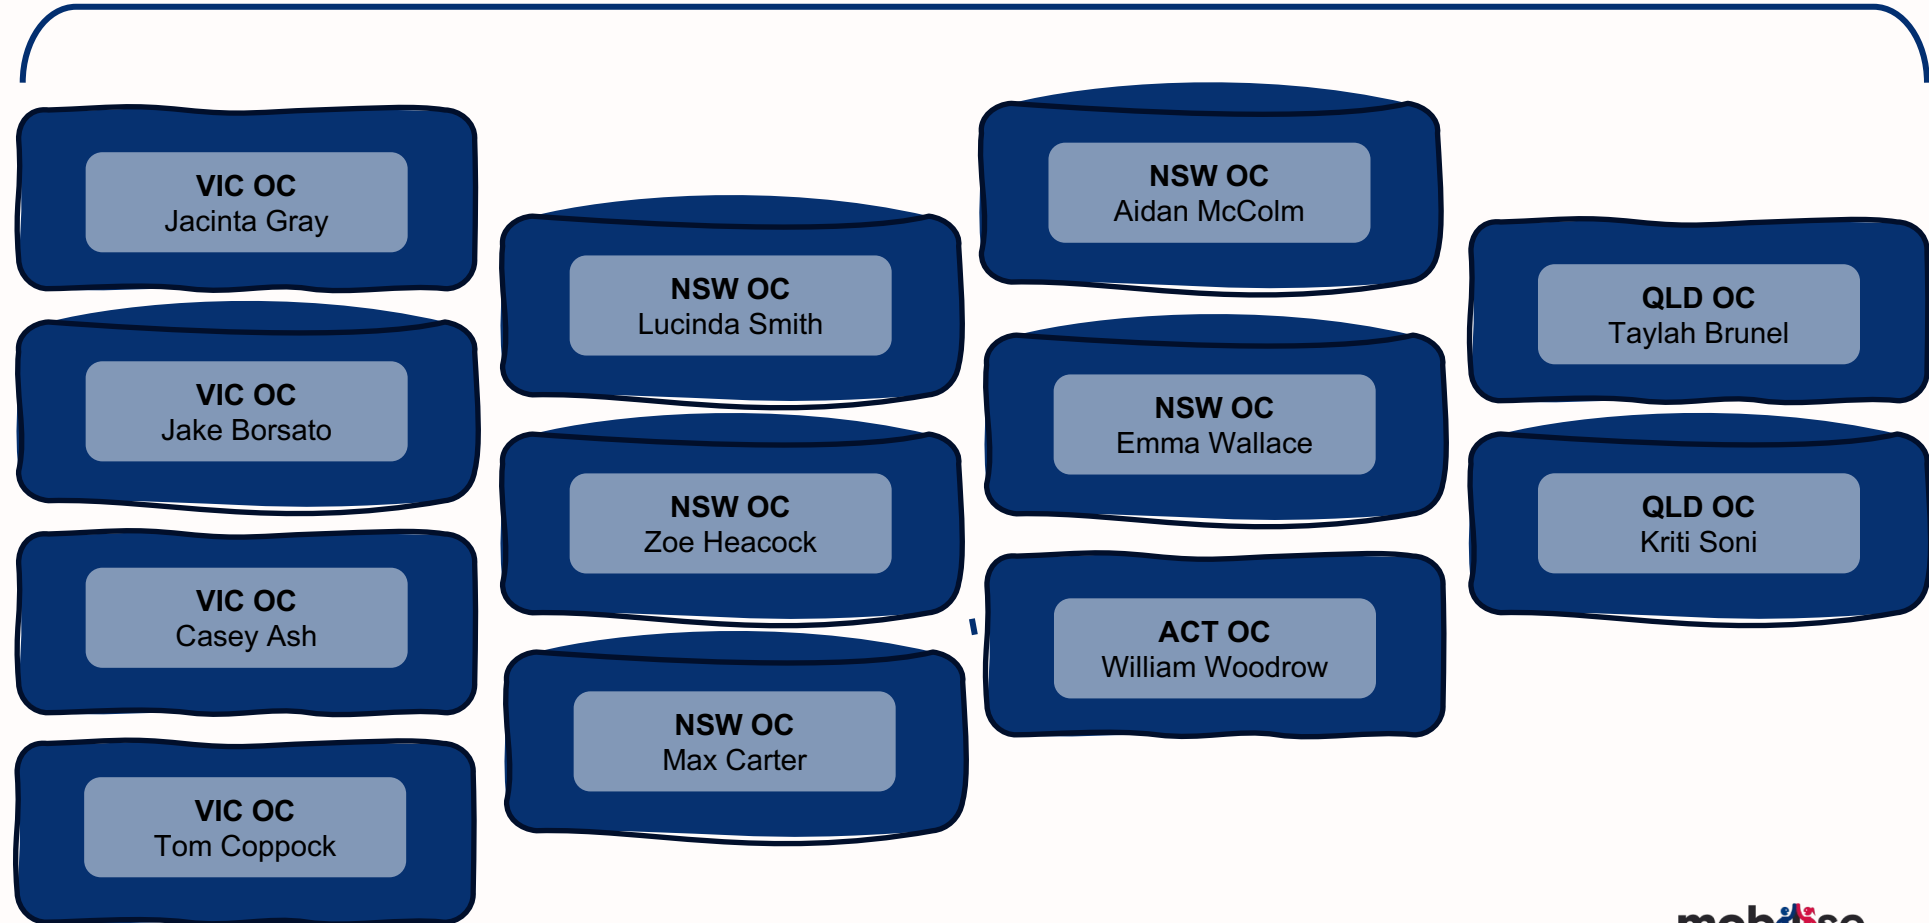 VIC OC
Jacinta Gray
VIC OC
Jake Borsato
VIC OC
Casey Ash
VIC OC
Tom Coppock
NSW OC
Lucinda Smith
NSW OC
Zoe Heacock
NSW OC
Max Carter
NSW OC
Aidan McColm
NSW OC
Emma Wallace
ACT OC
William Woodrow
QLD OC
Taylah Brunel
QLD OC
Kriti Soni